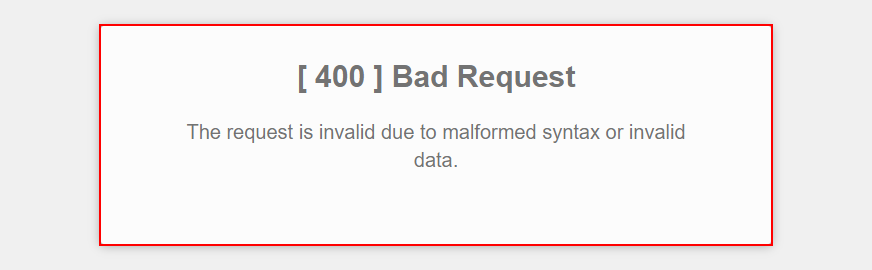 [ 400 ] Bad Request
The request is invalid due to malformed syntax or invalid
data.